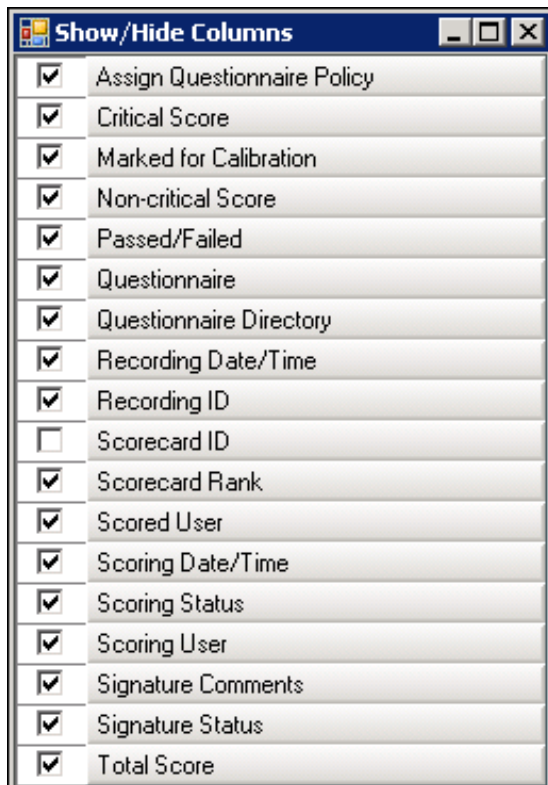 Show/Hide Columns
Assign Questionnaire Policy
Critical Score
Marked for Calibration
Non-critical Score
Passed/Failed
Questionnaire
Questionnaire Directory
Recording Date/Time
Recording ID
Scorecard ID
Scorecard Rank
Scored User
Scoring Date/Time
Scoring Status
Scoring User
Signature Comments
Signature Status
Total Score